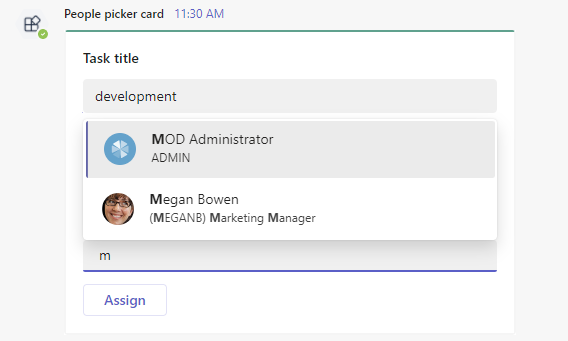 People picker card 11:30 AM
Task title
development
MOD Administrator
ADMIN
Megan Bowen
(MEGANB) Marketing Manager
m
Assign